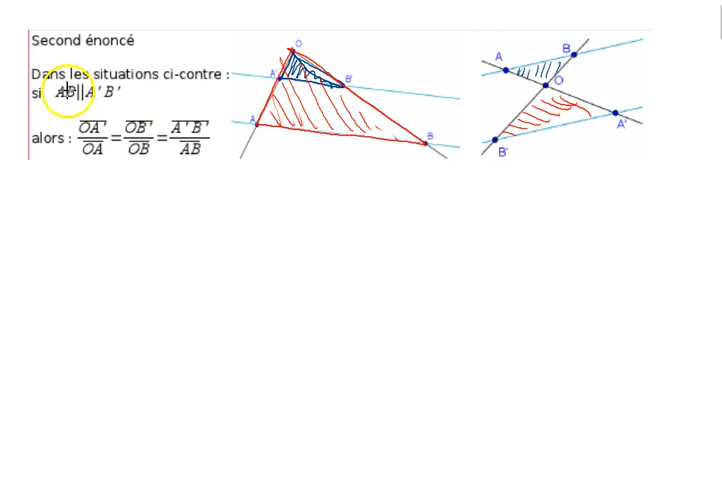 Second énoncé
Dans les situations ci-contre :
si AB||A'B'
alors : OA'/OA = OB'/OB = A'B'/AB
O
A'
B'
A
B
A
B
O
A'
B'